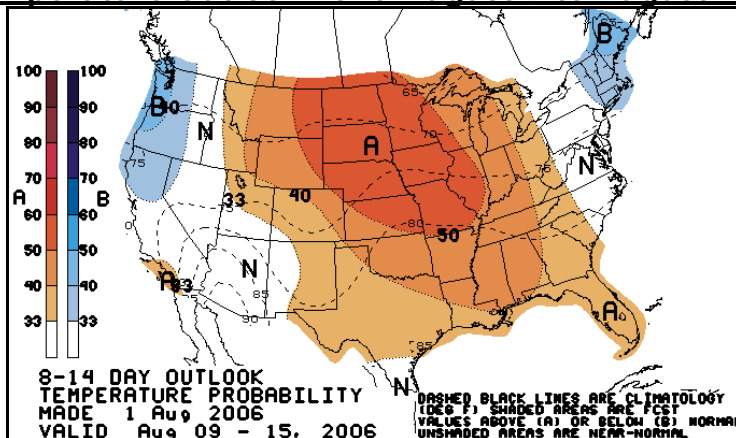 B
100 100
90 90
80 80
70 70
A B
60 60
50 50
40 40
33 33
B 40
N
75
A
65
70
N
75
33
40
80
50
N
85
90
A 33
A
85
N
0
8-14 DAY OUTLOOK
TEMPERATURE PROBABILITY
MADE 1 Aug 2006
VALID Aug 09 - 15, 2006
DASHED BLACK LINES ARE CLIMATOLOGY
(DEG F) SHADED AREAS ARE FCST
VALUES ABOVE (A) OR BELOW (B) NORMAL
UNSHADED AREAS ARE NEAR-NORMAL